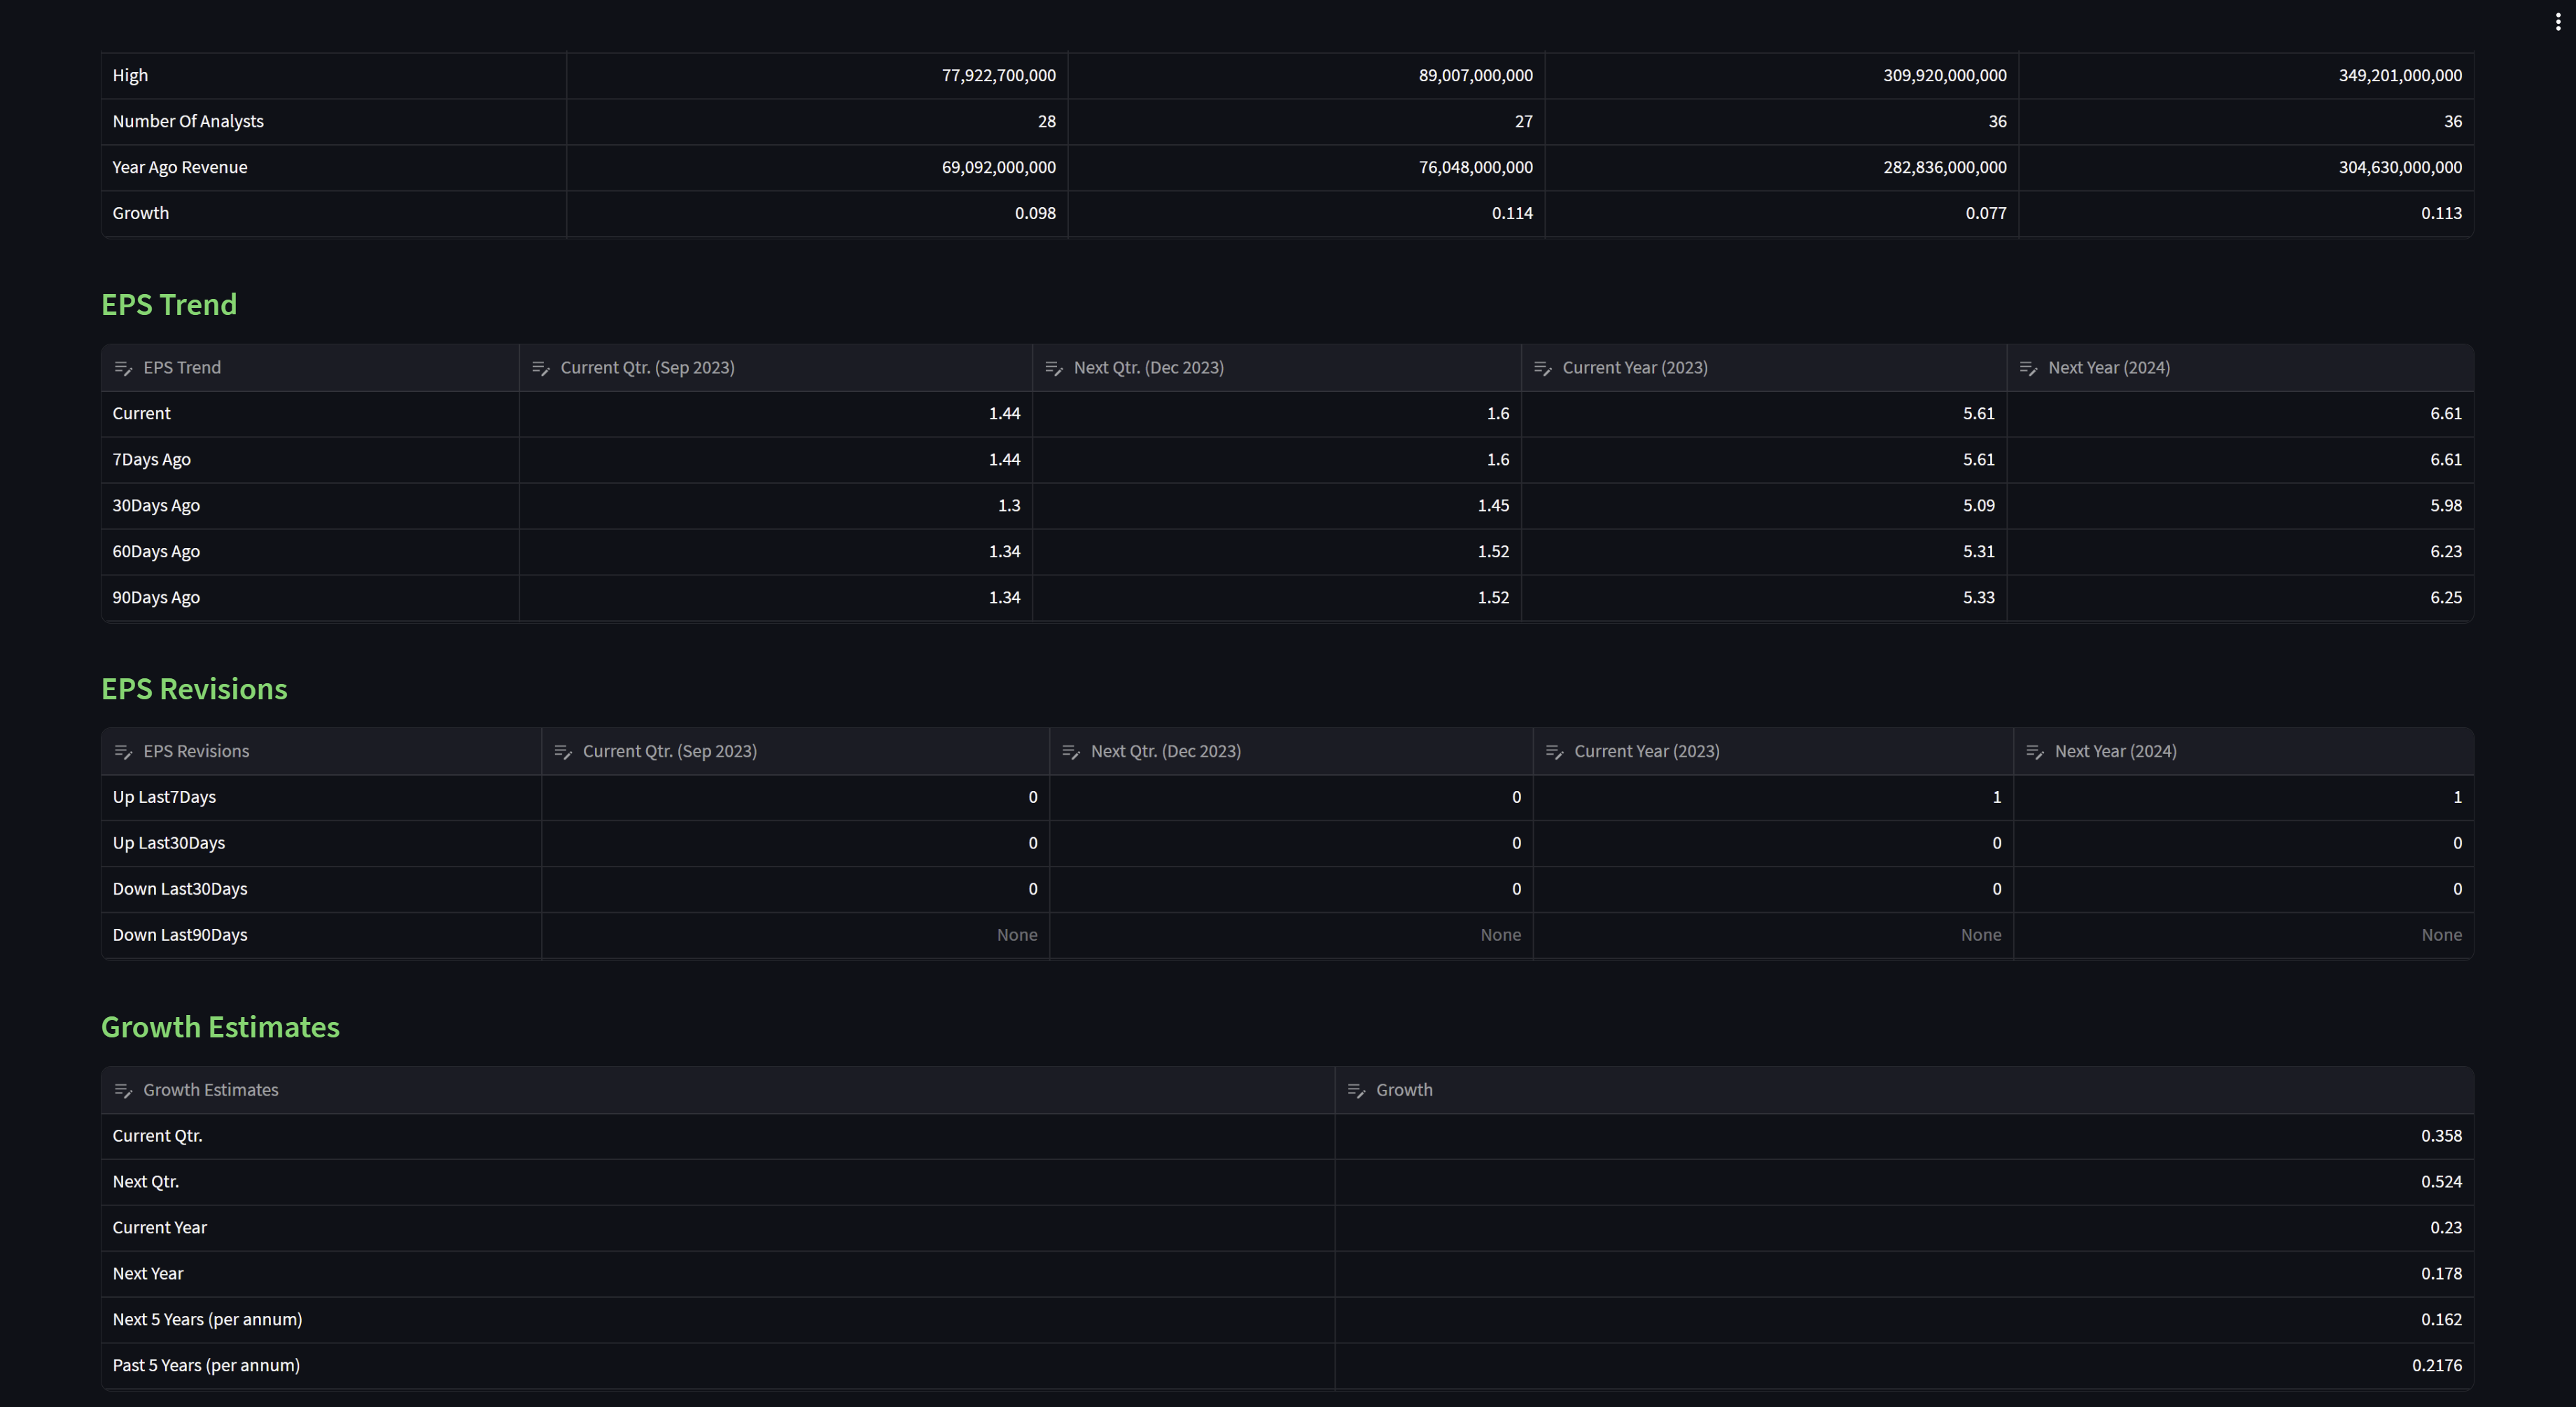 High 77,922,700,000 89,007,000,000 309,920,000,000 349,201,000,000
Number Of Analysts 28 27 36 36
Year Ago Revenue 69,092,000,000 76,048,000,000 282,836,000,000 304,630,000,000
Growth 0.098 0.114 0.077 0.113
EPS Trend
EPS Trend Current Qtr. (Sep 2023) Next Qtr. (Dec 2023) Current Year (2023) Next Year (2024)
Current 1.44 1.6 5.61 6.61
7Days Ago 1.44 1.6 5.61 6.61
30Days Ago 1.3 1.45 5.09 5.98
60Days Ago 1.34 1.52 5.31 6.23
90Days Ago 1.34 1.52 5.33 6.25
EPS Revisions
EPS Revisions Current Qtr. (Sep 2023) Next Qtr. (Dec 2023) Current Year (2023) Next Year (2024)
Up Last7Days 0 0 1 1
Up Last30Days 0 0 0 0
Down Last30Days 0 0 0 0
Down Last90Days None None None None
Growth Estimates
Growth Estimates Growth
Current Qtr. 0.358
Next Qtr. 0.524
Current Year 0.23
Next Year 0.178
Next 5 Years (per annum) 0.162
Past 5 Years (per annum) 0.2176